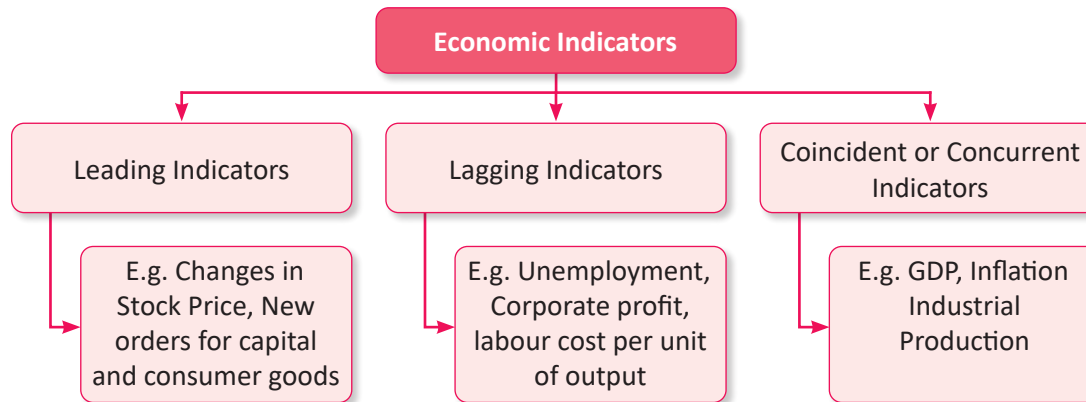 Economic Indicators
Leading Indicators
Lagging Indicators
Coincident or Concurrent
Indicators
E.g. Changes in
Stock Price, New
orders for capital
and consumer goods
E.g. Unemployment,
Corporate profit,
labour cost per unit
of output
E.g. GDP, Inflation
Industrial
Production